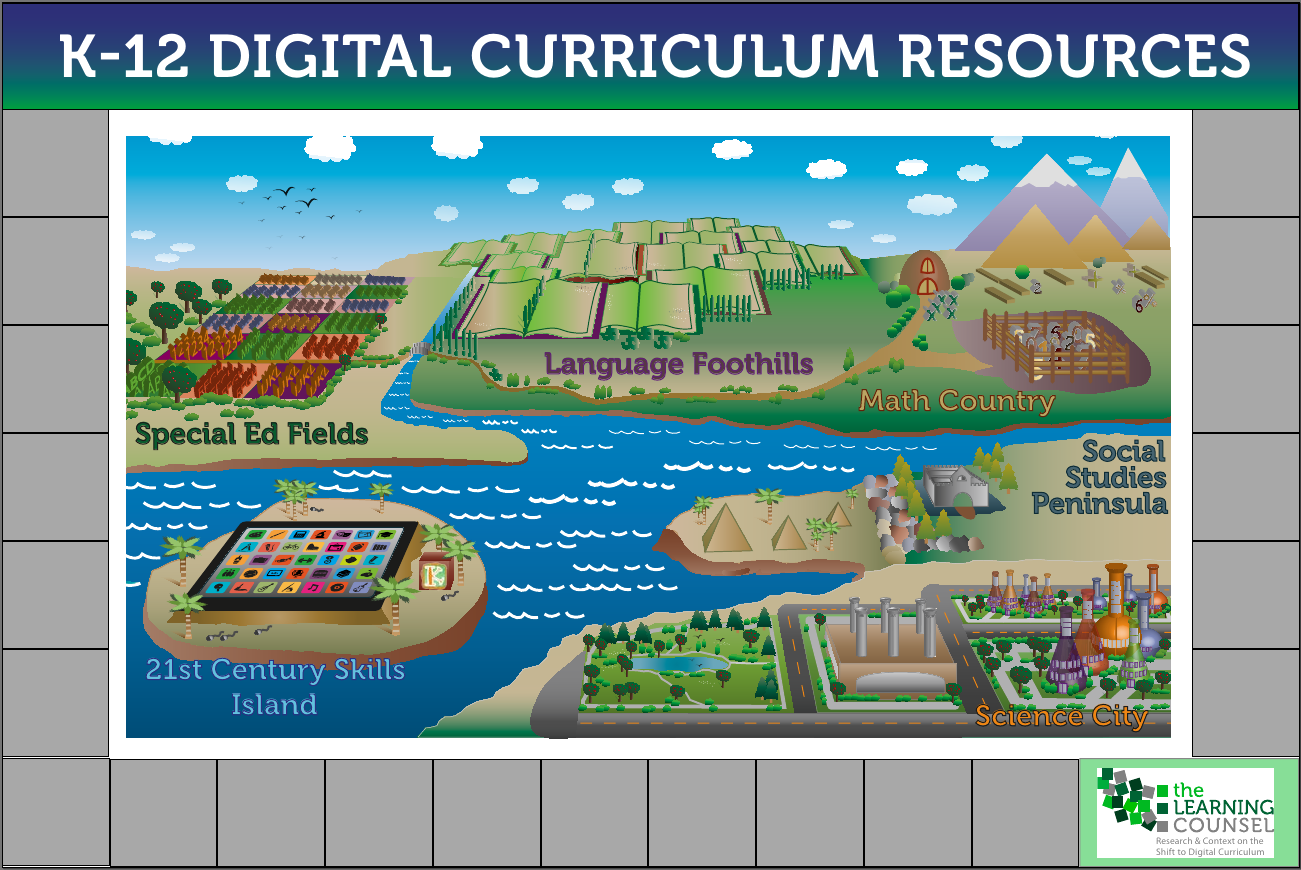 K-12 DIGITAL CURRICULUM RESOURCES
Language Foothills
Math Country
Special Ed Fields
Social
Studies
Peninsula
21st Century Skills
Island
Science City
the
LEARNING
COUNSEL
Research & Context on the
Shift to Digital Curriculum